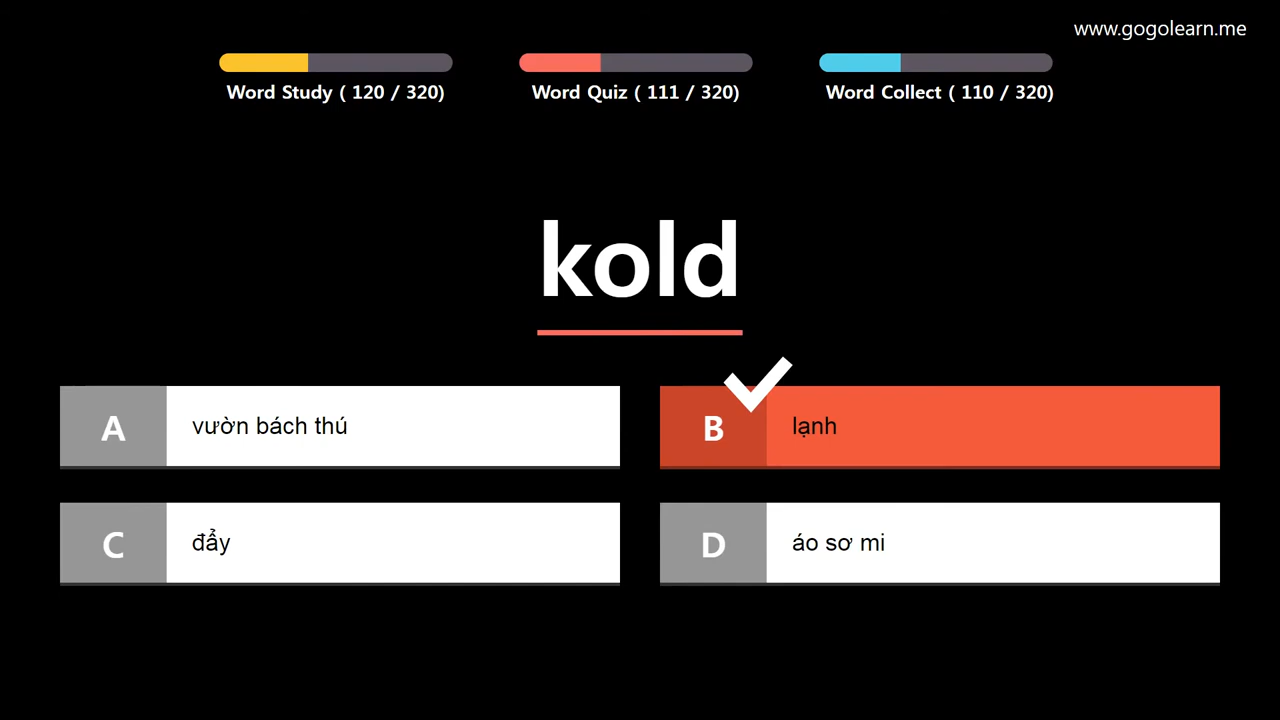 www.gogolearn.me
Word Study ( 120 / 320)
Word Quiz ( 111 / 320)
Word Collect ( 110 / 320)
kold
A vườn bách thú
B lạnh
C đẩy
D áo sơ mi